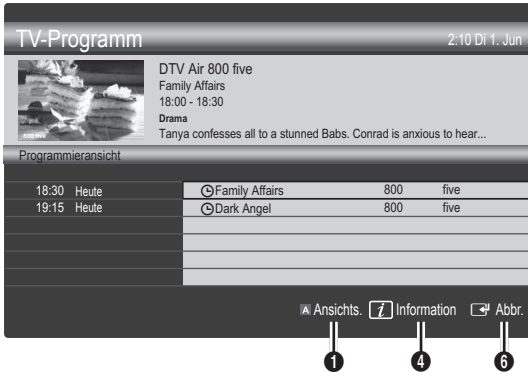 TV-Programm 2:10 Di 1. Jun
DTV Air 800 five
Family Affairs
18:00 - 18:30
Drama
Tanya confesses all to a stunned Babs. Conrad is anxious to hear...
800 five
Programmieransicht
18:30 Heute Family Affairs 800 five
19:15 Heute Dark Angel 800 five
A Ansichts. i Information Abbr.
1 4 6